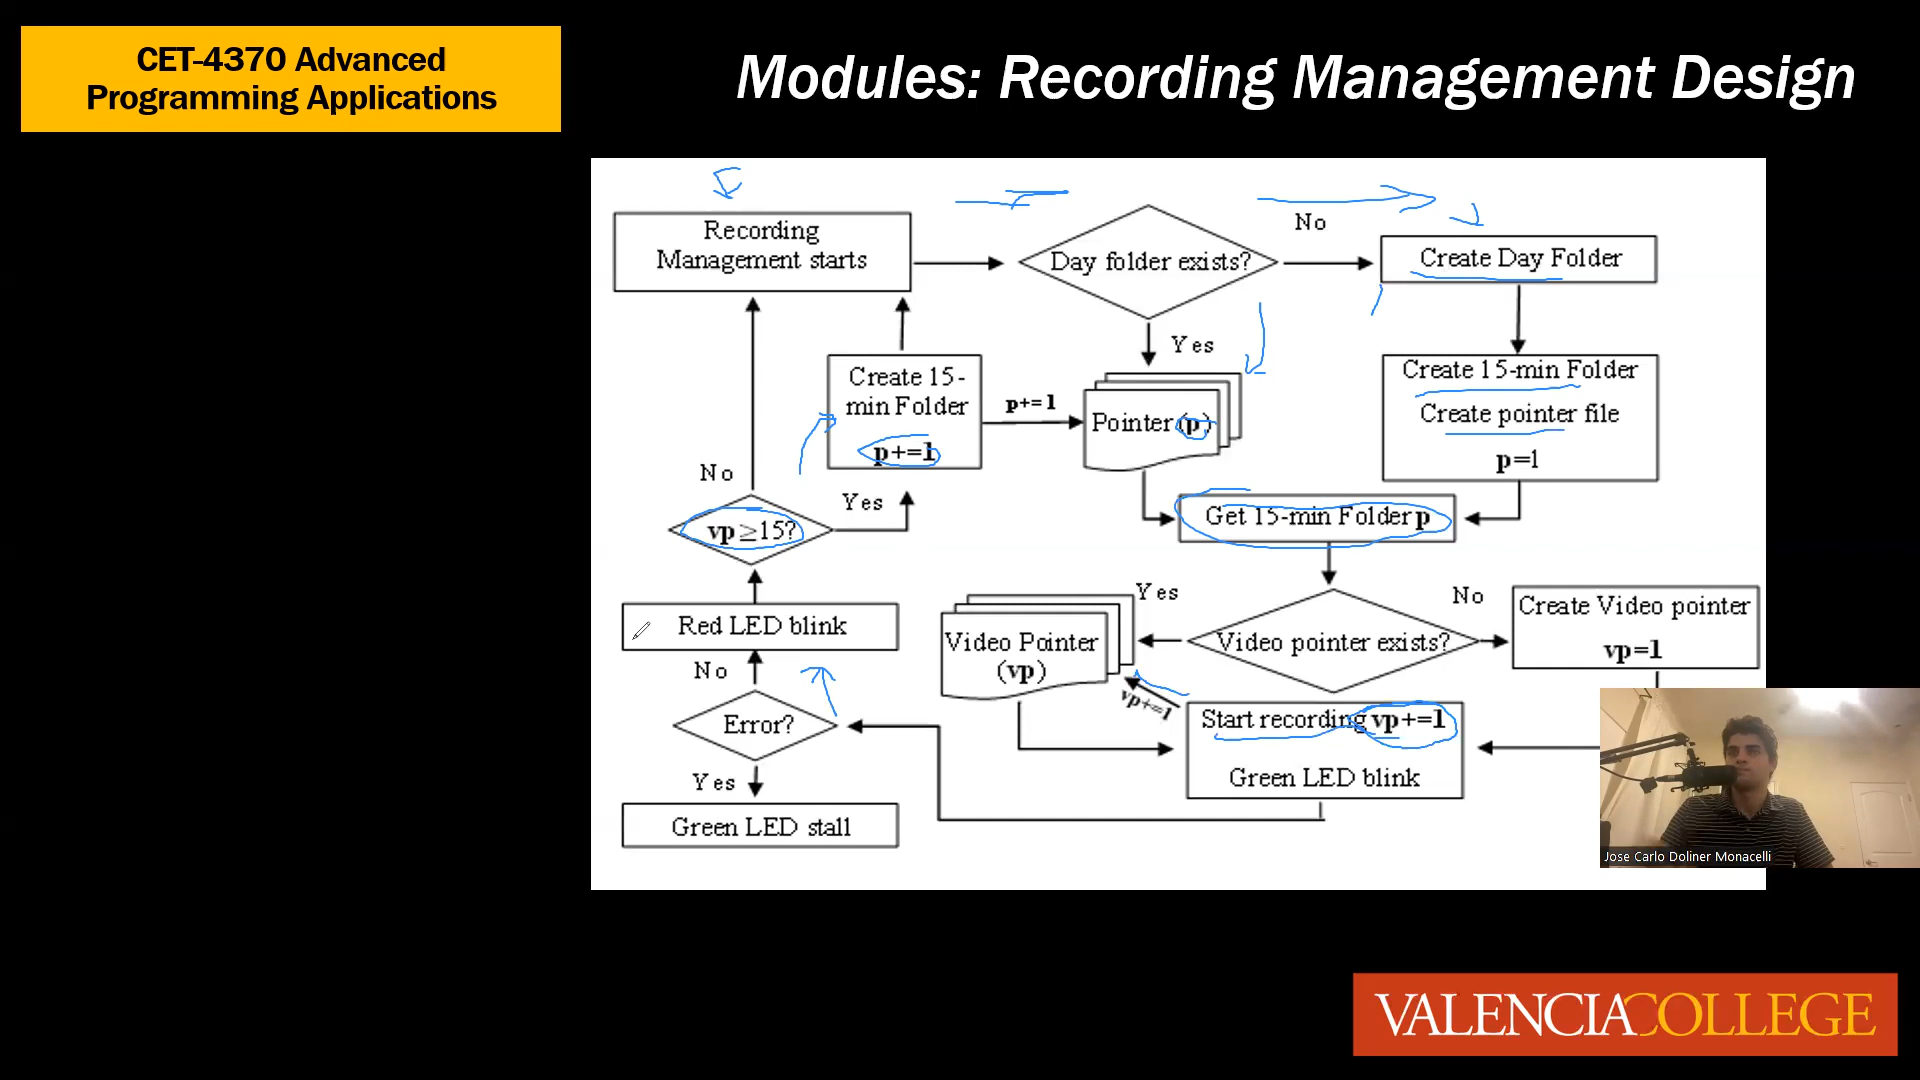 CET-4370 Advanced
Programming Applications
Modules: Recording Management Design
Recording
Management starts
Day folder exists?
No
Create Day Folder
Yes
Create 15-
min Folder
p+=1
p+=1
Pointer (p)
Create 15-min Folder
Create pointer file
p=1
No
Yes
vp≥15?
Get 15-min Folder p
Red LED blink
Yes
No
Video Pointer
(vp)
Video pointer exists?
Create Video pointer
vp=1
No
vp+=1
Error?
Start recording vp+=1
Green LED blink
Yes
Green LED stall
Jose Carlo Doliner Monacelli
VALENCIACOLLEGE